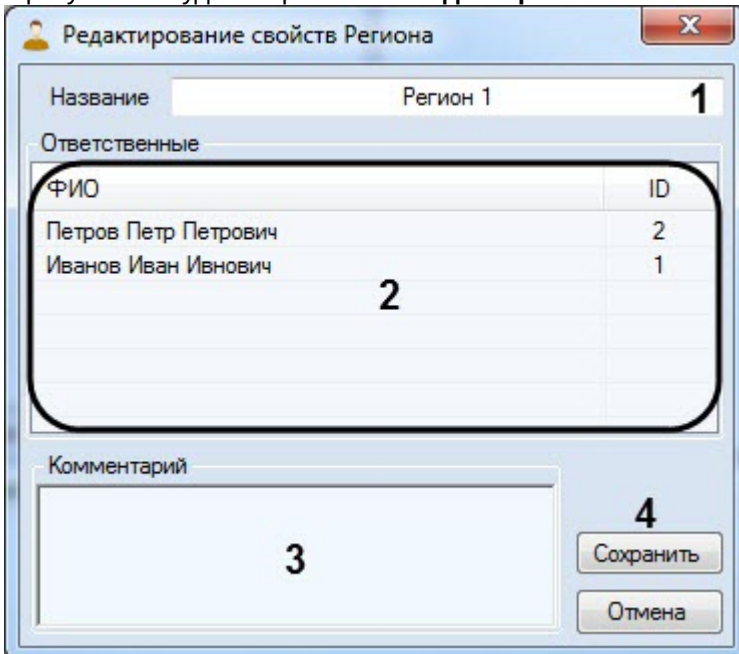 Редактирование свойств Региона
Название Регион 1 1
Ответственные
ФИО ID
Петров Петр Петрович 2
Иванов Иван Ивнович 1
2
Комментарий
3
4
Сохранить
Отмена